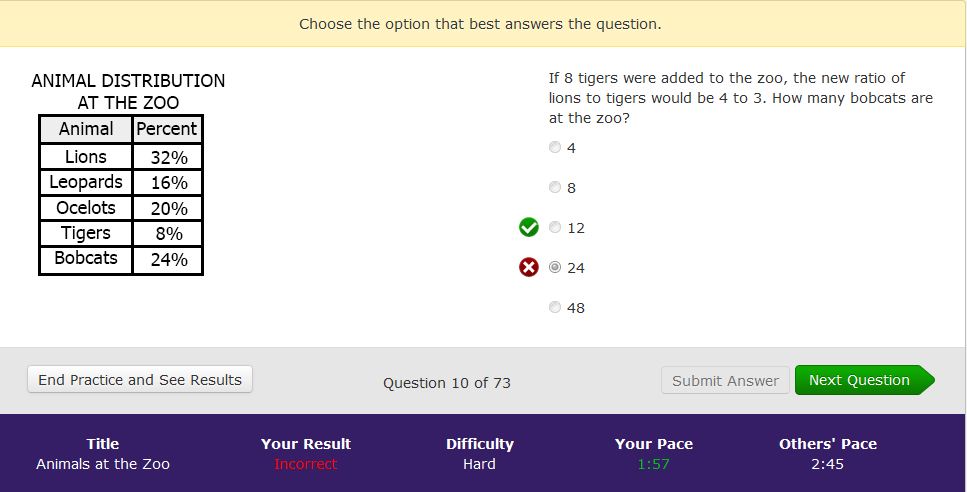 Choose the option that best answers the question.
ANIMAL DISTRIBUTION
AT THE ZOO
Animal Percent
Lions 32%
Leopards 16%
Ocelots 20%
Tigers 8%
Bobcats 24%
If 8 tigers were added to the zoo, the new ratio of
lions to tigers would be 4 to 3. How many bobcats are
at the zoo?
4
8
12
24
48
End Practice and See Results
Question 10 of 73
Submit Answer
Next Question
Title Your Result Difficulty Your Pace Others' Pace
Animals at the Zoo Incorrect Hard 1:57 2:45